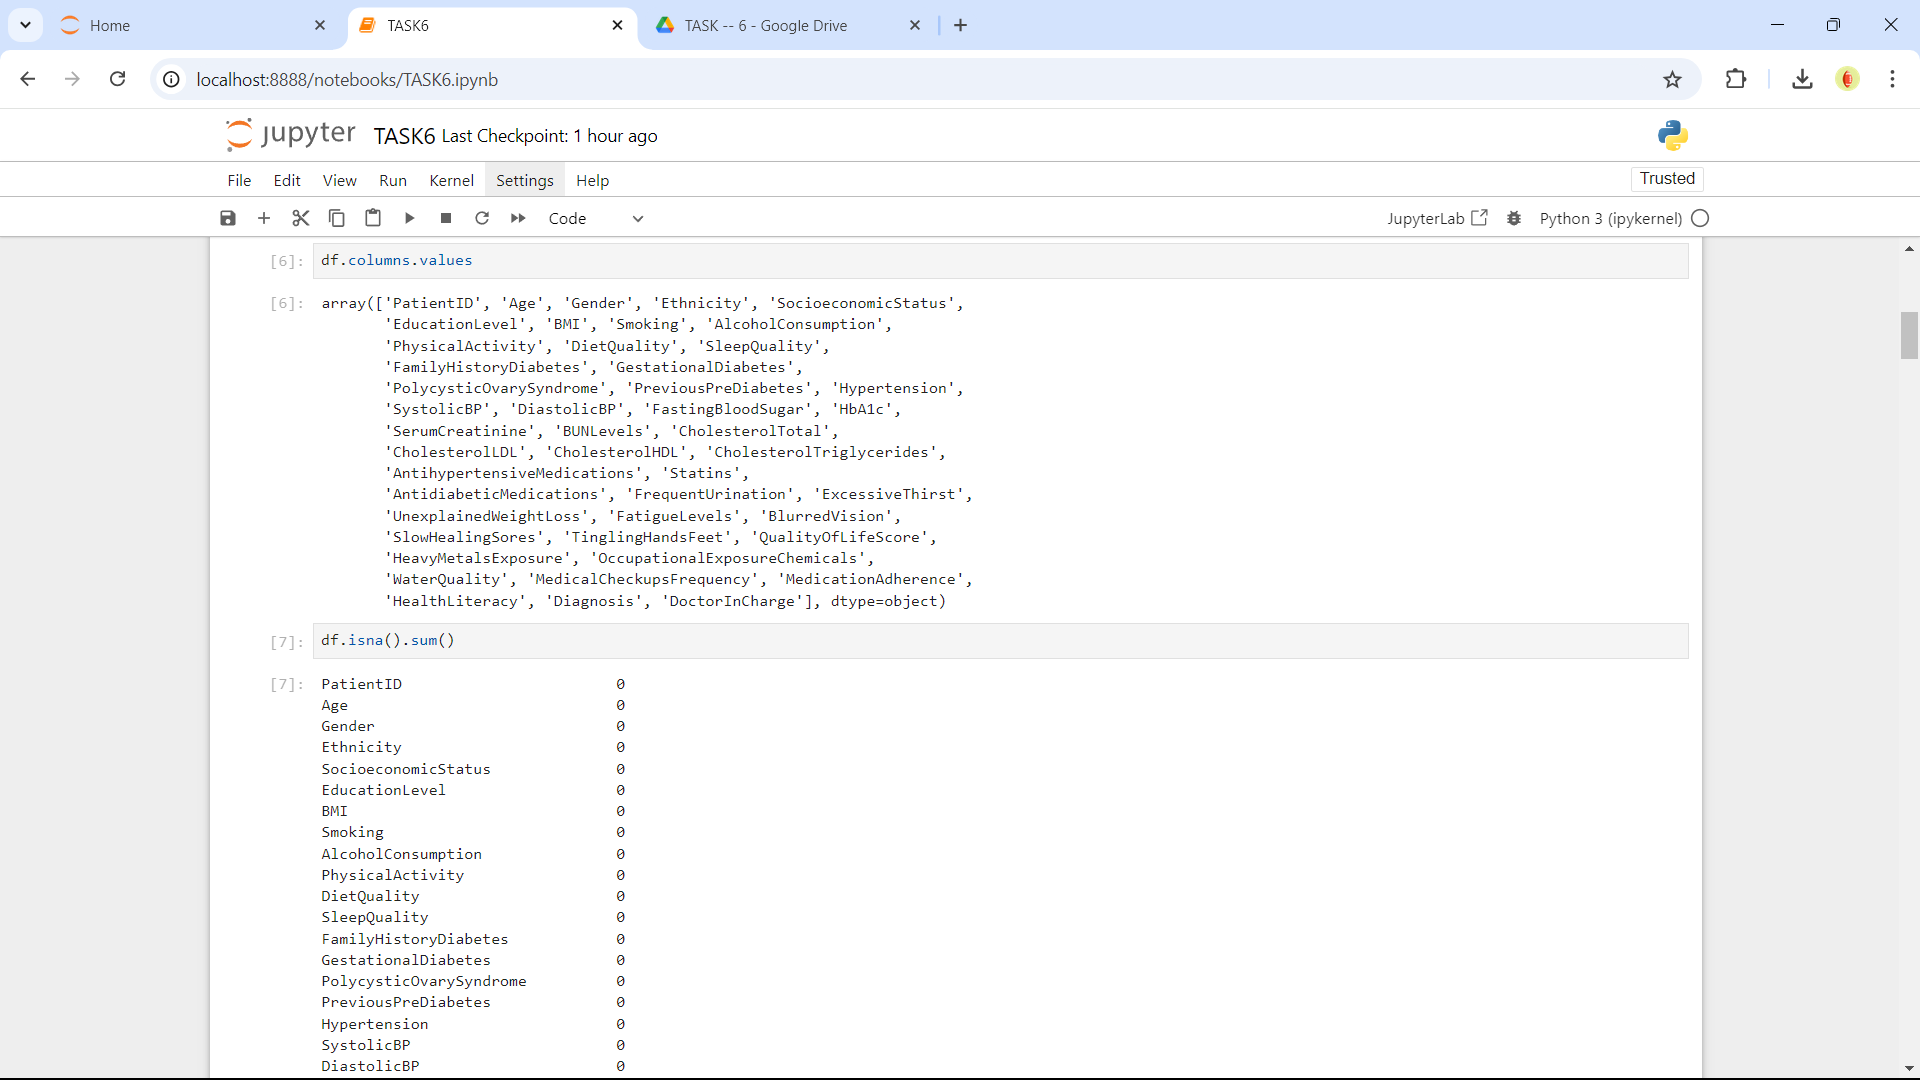 Home
TASK6
TASK -- 6 - Google Drive
localhost:8888/notebooks/TASK6.ipynb
jupyter TASK6 Last Checkpoint: 1 hour ago
File Edit View Run Kernel Settings Help
Trusted
Code
JupyterLab
Python 3 (ipykernel)
[6]: df.columns.values
[6]: array(['PatientID', 'Age', 'Gender', 'Ethnicity', 'SocioeconomicStatus',
'EducationLevel', 'BMI', 'Smoking', 'AlcoholConsumption',
'PhysicalActivity', 'DietQuality', 'SleepQuality',
'FamilyHistoryDiabetes', 'GestationalDiabetes',
'PolycysticOvarySyndrome', 'PreviousPreDiabetes', 'Hypertension',
'SystolicBP', 'DiastolicBP', 'FastingBloodSugar', 'HbA1c',
'SerumCreatinine', 'BUNLevels', 'CholesterolTotal',
'CholesterolLDL', 'CholesterolHDL', 'CholesterolTriglycerides',
'AntihypertensiveMedications', 'Statins',
'AntidiabeticMedications', 'FrequentUrination', 'ExcessiveThirst',
'UnexplainedWeightLoss', 'FatigueLevels', 'BlurredVision',
'SlowHealingSores', 'TinglingHandsFeet', 'QualityOfLifeScore',
'HeavyMetalsExposure', 'OccupationalExposureChemicals',
'WaterQuality', 'MedicalCheckupsFrequency', 'MedicationAdherence',
'HealthLiteracy', 'Diagnosis', 'DoctorInCharge'], dtype=object)
[7]: df.isna().sum()
[7]: PatientID 0
Age 0
Gender 0
Ethnicity 0
SocioeconomicStatus 0
EducationLevel 0
BMI 0
Smoking 0
AlcoholConsumption 0
PhysicalActivity 0
DietQuality 0
SleepQuality 0
FamilyHistoryDiabetes 0
GestationalDiabetes 0
PolycysticOvarySyndrome 0
PreviousPreDiabetes 0
Hypertension 0
SystolicBP 0
DiastolicBP 0